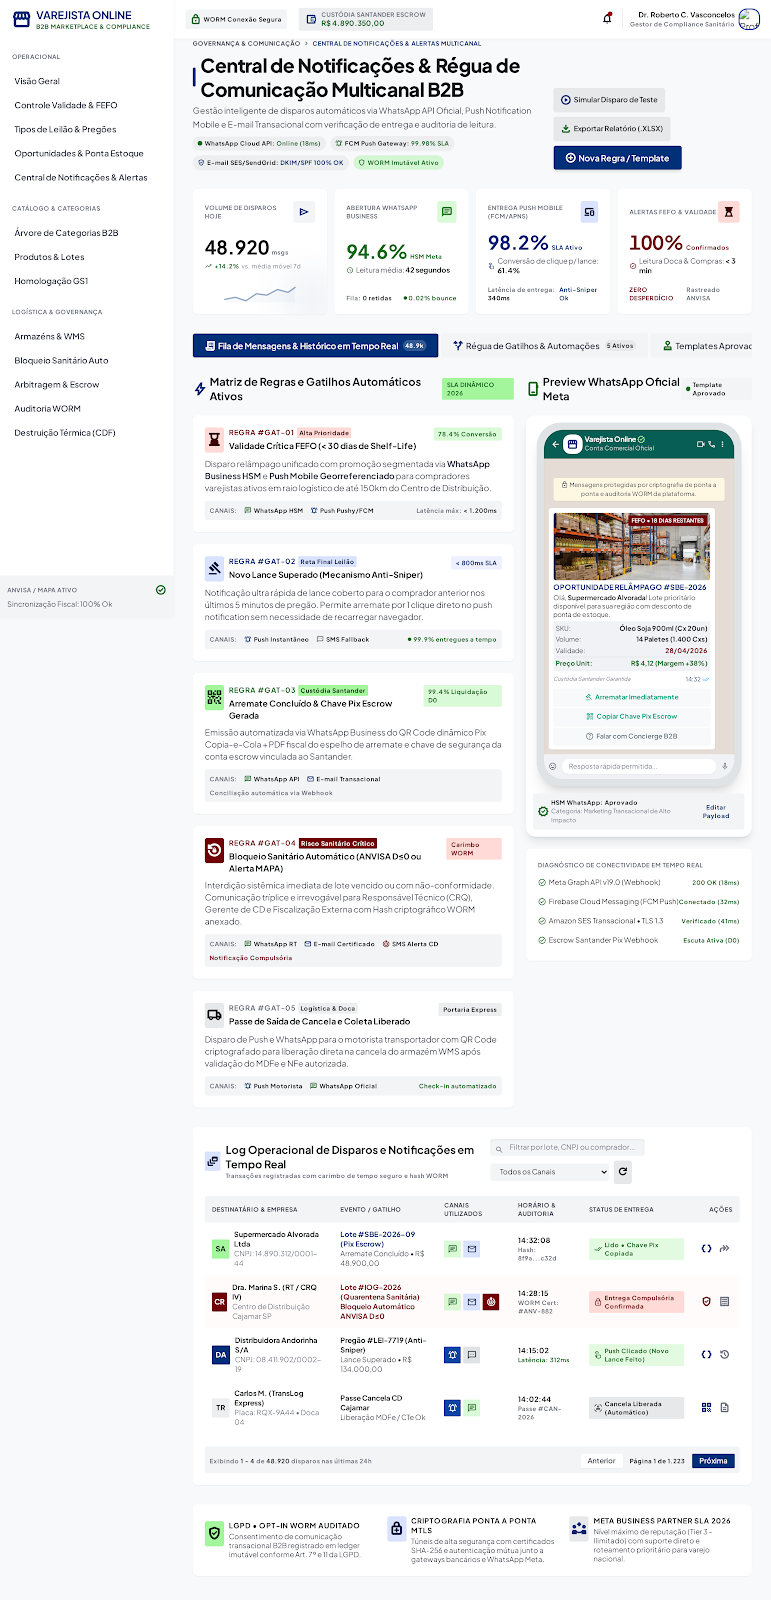 VAREJISTA ONLINE
B2B MARKETPLACE & COMPLIANCE
WORM Conexão Segura
CUSTÓDIA SANTANDER ESCROW
R$ 4.890.350,00
Dr. Roberto C. Vasconcelos
Gestor de Compliance Sanitário
OPERACIONAL
Visão Geral
Controle Validade & FEFO
Tipos de Leilão & Pregões
Oportunidades & Ponta Estoque
Central de Notificações & Alertas
CATÁLOGO & CATEGORIAS
Árvore de Categorias B2B
Produtos & Lotes
Homologação GS1
LOGÍSTICA & GOVERNANÇA
Armazéns & WMS
Bloqueio Sanitário Auto
Arbitragem & Escrow
Auditoria WORM
Destruição Térmica (CDF)
ANVISA / MAPA ATIVO
Sincronização Fiscal: 100% Ok
GOVERNANÇA & COMUNICAÇÃO > CENTRAL DE NOTIFICAÇÕES & ALERTAS MULTICANAL
Central de Notificações & Régua de
Comunicação Multicanal B2B
Gestão inteligente de disparos automáticos via WhatsApp API Oficial, Push Notification
Mobile e E-mail Transacional com verificação de entrega e auditoria de leitura.
WhatsApp Cloud API: Online (18ms)
FCM Push Gateway: 99.98% SLA
E-mail SES/SendGrid: DKIM/SPF 100% OK
WORM Imutável Ativo
Simular Disparo de Teste
Exportar Relatório (.XLSX)
Nova Regra / Template
VOLUME DE DISPAROS
HOJE
48.920 msgs
+14.2% vs. média móvel 7d
ABERTURA WHATSAPP
BUSINESS
94.6% HSM Meta
Leitura média: 42 segundos
Fila: 0 retidas
0.02% bounce
ENTREGA PUSH MOBILE
(FCM/APNS)
98.2% SLA Ativo
Conversão de clique p/ lance:
61.4%
Latência de entrega:
340ms
Anti-Sniper
Ok
ALERTAS FEFO & VALIDADE
100% Confirmados
Leitura Doca & Compras: < 3
min
ZERO
DESPERDÍCIO
Rastreado
ANVISA
Fila de Mensagens & Histórico em Tempo Real 48.9k
Régua de Gatilhos & Automações 5 Ativos
Templates Aprovac
Matriz de Regras e Gatilhos Automáticos
Ativos
SLA DINÂMICO
2026
REGRA #GAT-01 Alta Prioridade
78.4% Conversão
Validade Crítica FEFO (< 30 dias de Shelf-Life)
Disparo relâmpago unificado com promoção segmentada via WhatsApp
Business HSM e Push Mobile Georreferenciado para compradores
varejistas ativos em raio logístico de até 150km do Centro de Distribuição.
CANAIS: WhatsApp HSM Push Pushy/FCM Latência máx: < 1.200ms
REGRA #GAT-02 Reta Final Leilão
< 800ms SLA
Novo Lance Superado (Mecanismo Anti-Sniper)
Notificação ultra rápida de lance coberto para o comprador anterior nos
últimos 5 minutos de pregão. Permite arremate por 1 clique direto no push
notification sem necessidade de recarregar navegador.
CANAIS: Push Instantâneo SMS Fallback 99.9% entregues a tempo
REGRA #GAT-03 Custódia Santander
99.4% Liquidação
D0
Arremate Concluído & Chave Pix Escrow
Gerada
Emissão automatizada via WhatsApp Business do QR Code dinâmico Pix
Copia-e-Cola + PDF fiscal do espelho de arremate e chave de segurança da
conta escrow vinculada ao Santander.
CANAIS: WhatsApp API E-mail Transacional
Conciliação automática via Webhook
REGRA #GAT-04 Risco Sanitário Crítico
Carimbo
WORM
Bloqueio Sanitário Automático (ANVISA D≤0 ou
Alerta MAPA)
Interdição sistêmica imediata de lote vencido ou com não-conformidade.
Comunicação tríplice e irrevogável para Responsável Técnico (CRQ),
Gerente de CD e Fiscalização Externa com Hash criptográfico WORM
anexado.
CANAIS: WhatsApp RT E-mail Certificado SMS Alerta CD
Notificação Compulsória
REGRA #GAT-05 Logística & Doca
Portaria Express
Passe de Saída de Cancela e Coleta Liberado
Disparo de Push e WhatsApp para o motorista transportador com QR Code
criptografado para liberação direta na cancela do armazém WMS após
validação do MDFe e NFe autorizada.
CANAIS: Push Motorista WhatsApp Oficial Check-in automatizado
Preview WhatsApp Oficial
Meta
Template
Aprovado
Varejista Online
Conta Comercial Oficial
Mensagens protegidas por criptografia de ponta a
ponta e auditoria WORM da plataforma.
FEFO • 18 DIAS RESTANTES
OPORTUNIDADE RELÂMPAGO #SBE-2026
Olá, Supermercado Alvorada! Lote prioritário
disponível para sua região com desconto de
ponta de estoque.
SKU: Óleo Soja 900ml (Cx 20un)
Volume: 14 Paletes (1.400 Cxs)
Validade: 28/04/2026
Preço Unit: R$ 4,12 (Margem +38%)
Custódia Santander Garantida 14:32
Arrematar Imediatamente
Copiar Chave Pix Escrow
Falar com Concierge B2B
Resposta rápida permitida...
HSM WhatsApp: Aprovado
Categoria: Marketing Transacional de Alto
Impacto
Editar
Payload
DIAGNÓSTICO DE CONECTIVIDADE EM TEMPO REAL
Meta Graph API v19.0 (Webhook) 200 OK (18ms)
Firebase Cloud Messaging (FCM Push) Conectado (32ms)
Amazon SES Transacional • TLS 1.3 Verificado (41ms)
Escrow Santander Pix Webhook Escuta Ativa (D0)
Log Operacional de Disparos e Notificações em
Tempo Real
Transações registradas com carimbo de tempo seguro e hash WORM
Filtrar por lote, CNPJ ou comprador...
Todos os Canais
DESTINATÁRIO & EMPRESA
EVENTO / GATILHO
CANAIS
UTILIZADOS
HORÁRIO &
AUDITORIA
STATUS DE ENTREGA
AÇÕES
SA
Supermercado Alvorada
Ltda
CNPJ: 14.890.312/0001-
44
Lote #SBE-2026-09
(Pix Escrow)
Arremate Concluído • R$
48.900,00
14:32:08
Hash:
8f9a...c32d
Lido • Chave Pix
Copiada
CR
Dra. Marina S. (RT / CRQ
IV)
Centro de Distribuição
Cajamar SP
Lote #IOG-2026
(Quarentena Sanitária)
Bloqueio Automático
ANVISA D≤0
14:28:15
WORM Cert:
#ANV-882
Entrega Compulsória
Confirmada
DA
Distribuidora Andorinha
S/A
CNPJ: 08.411.902/0002-
19
Pregão #LEI-7719 (Anti-
Sniper)
Lance Superado • R$
134.000,00
14:15:02
Latência: 312ms
Push Clicado (Novo
Lance Feito)
TR
Carlos M. (TransLog
Express)
Placa: RQX-9A44 • Doca
04
Passe Cancela CD
Cajamar
Liberação MDFe / CTe Ok
14:02:44
Passe #CAN-
2026
Cancela Liberada
(Automático)
Exibindo 1 - 4 de 48.920 disparos nas últimas 24h
Anterior
Página 1 de 1.223
Próxima
LGPD • OPT-IN WORM AUDITADO
Consentimento de comunicação
transacional B2B registrado em ledger
imutável conforme Art. 7º e 11 da LGPD.
CRIPTOGRAFIA PONTA A PONTA
MTLS
Túneis de alta segurança com certificados
SHA-256 e autenticação mútua junto a
gateways bancários e WhatsApp Meta.
META BUSINESS PARTNER SLA 2026
Nível máximo de reputação (Tier 3 -
Ilimitado) com suporte direto e
roteamento prioritário para varejo
nacional.